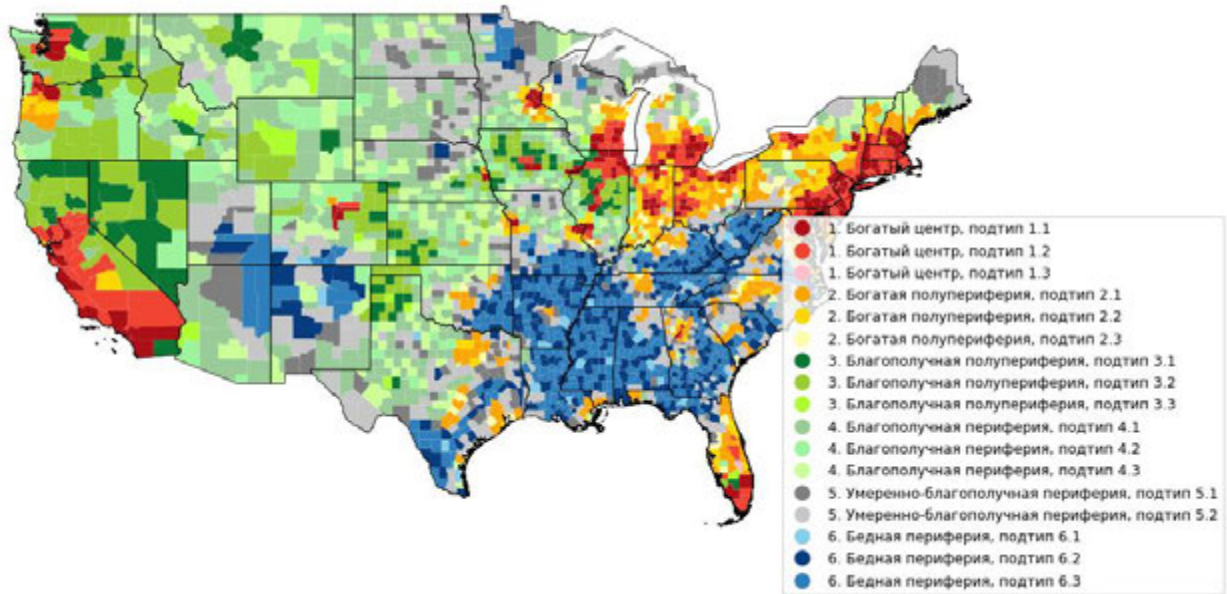 1. Богатый центр, подтип 1.1
1. Богатый центр, подтип 1.2
1. Богатый центр, подтип 1.3
2. Богатая полупериферия, подтип 2.1
2. Богатая полупериферия, подтип 2.2
2. Богатая полупериферия, подтип 2.3
3. Благополучная полупериферия, подтип 3.1
3. Благополучная полупериферия, подтип 3.2
3. Благополучная полупериферия, подтип 3.3
4. Благополучная периферия, подтип 4.1
4. Благополучная периферия, подтип 4.2
4. Благополучная периферия, подтип 4.3
5. Умеренно-благополучная периферия, подтип 5.1
5. Умеренно-благополучная периферия, подтип 5.2
6. Бедная периферия, подтип 6.1
6. Бедная периферия, подтип 6.2
6. Бедная периферия, подтип 6.3